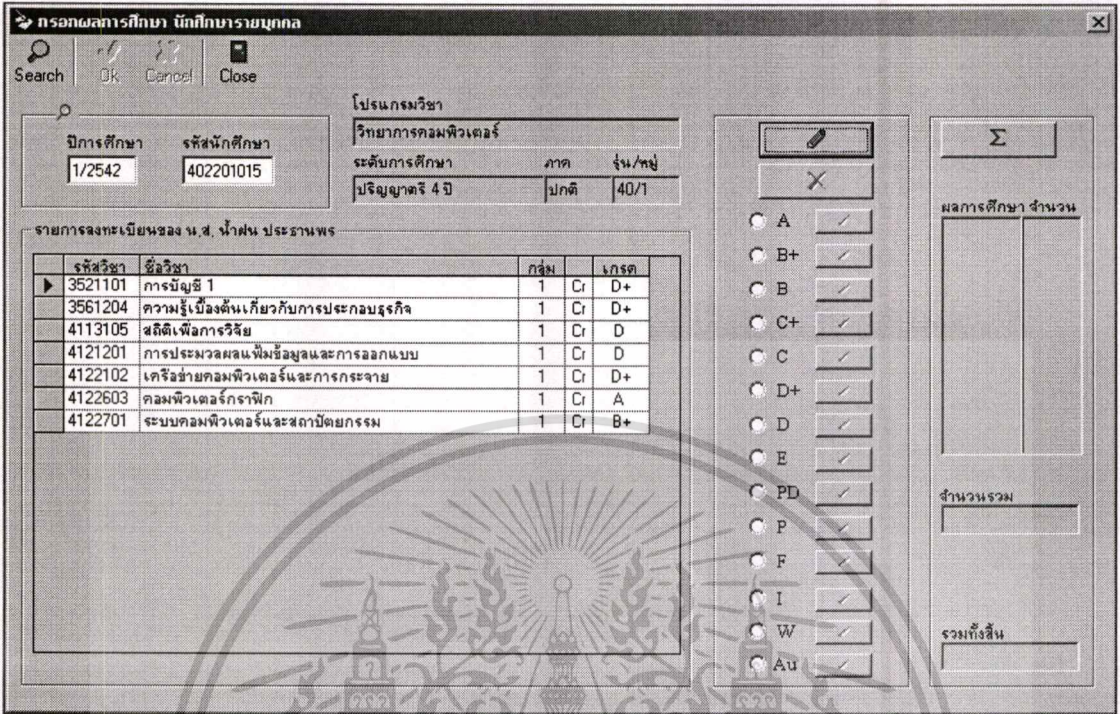 กรอกผลการศึกษา นักศึกษารายบุคคล
Search Ok Cancel Close
ปีการศึกษา รหัสนักศึกษา
1/2542 402201015
โปรแกรมวิชา
วิทยาการคอมพิวเตอร์
ระดับการศึกษา ภาค รุ่น/หมู่
ปริญญาตรี 4 ปี ปกติ 40/1
รายการลงทะเบียนของ น.ส. น้ำฝน ประธานพร
รหัสวิชา ชื่อวิชา กลุ่ม เกรด
3521101 การบัญชี 1 1 Cr D+
3561204 ความรู้เบื้องต้นเกี่ยวกับการประกอบธุรกิจ 1 Cr D+
4113105 สถิติเพื่อการวิจัย 1 Cr D
4121201 การประมวลผลแฟ้มข้อมูลและการออกแบบ 1 Cr D
4122102 เครือข่ายคอมพิวเตอร์และการกระจาย 1 Cr D+
4122603 คอมพิวเตอร์กราฟิก 1 Cr A
4122701 ระบบคอมพิวเตอร์และสถาปัตยกรรม 1 Cr B+
A
B+
B
C+
C
D+
D
E
PD
P
F
I
W
Au
Σ
ผลการศึกษา จำนวน
จำนวนรวม
รวมทั้งสิ้น